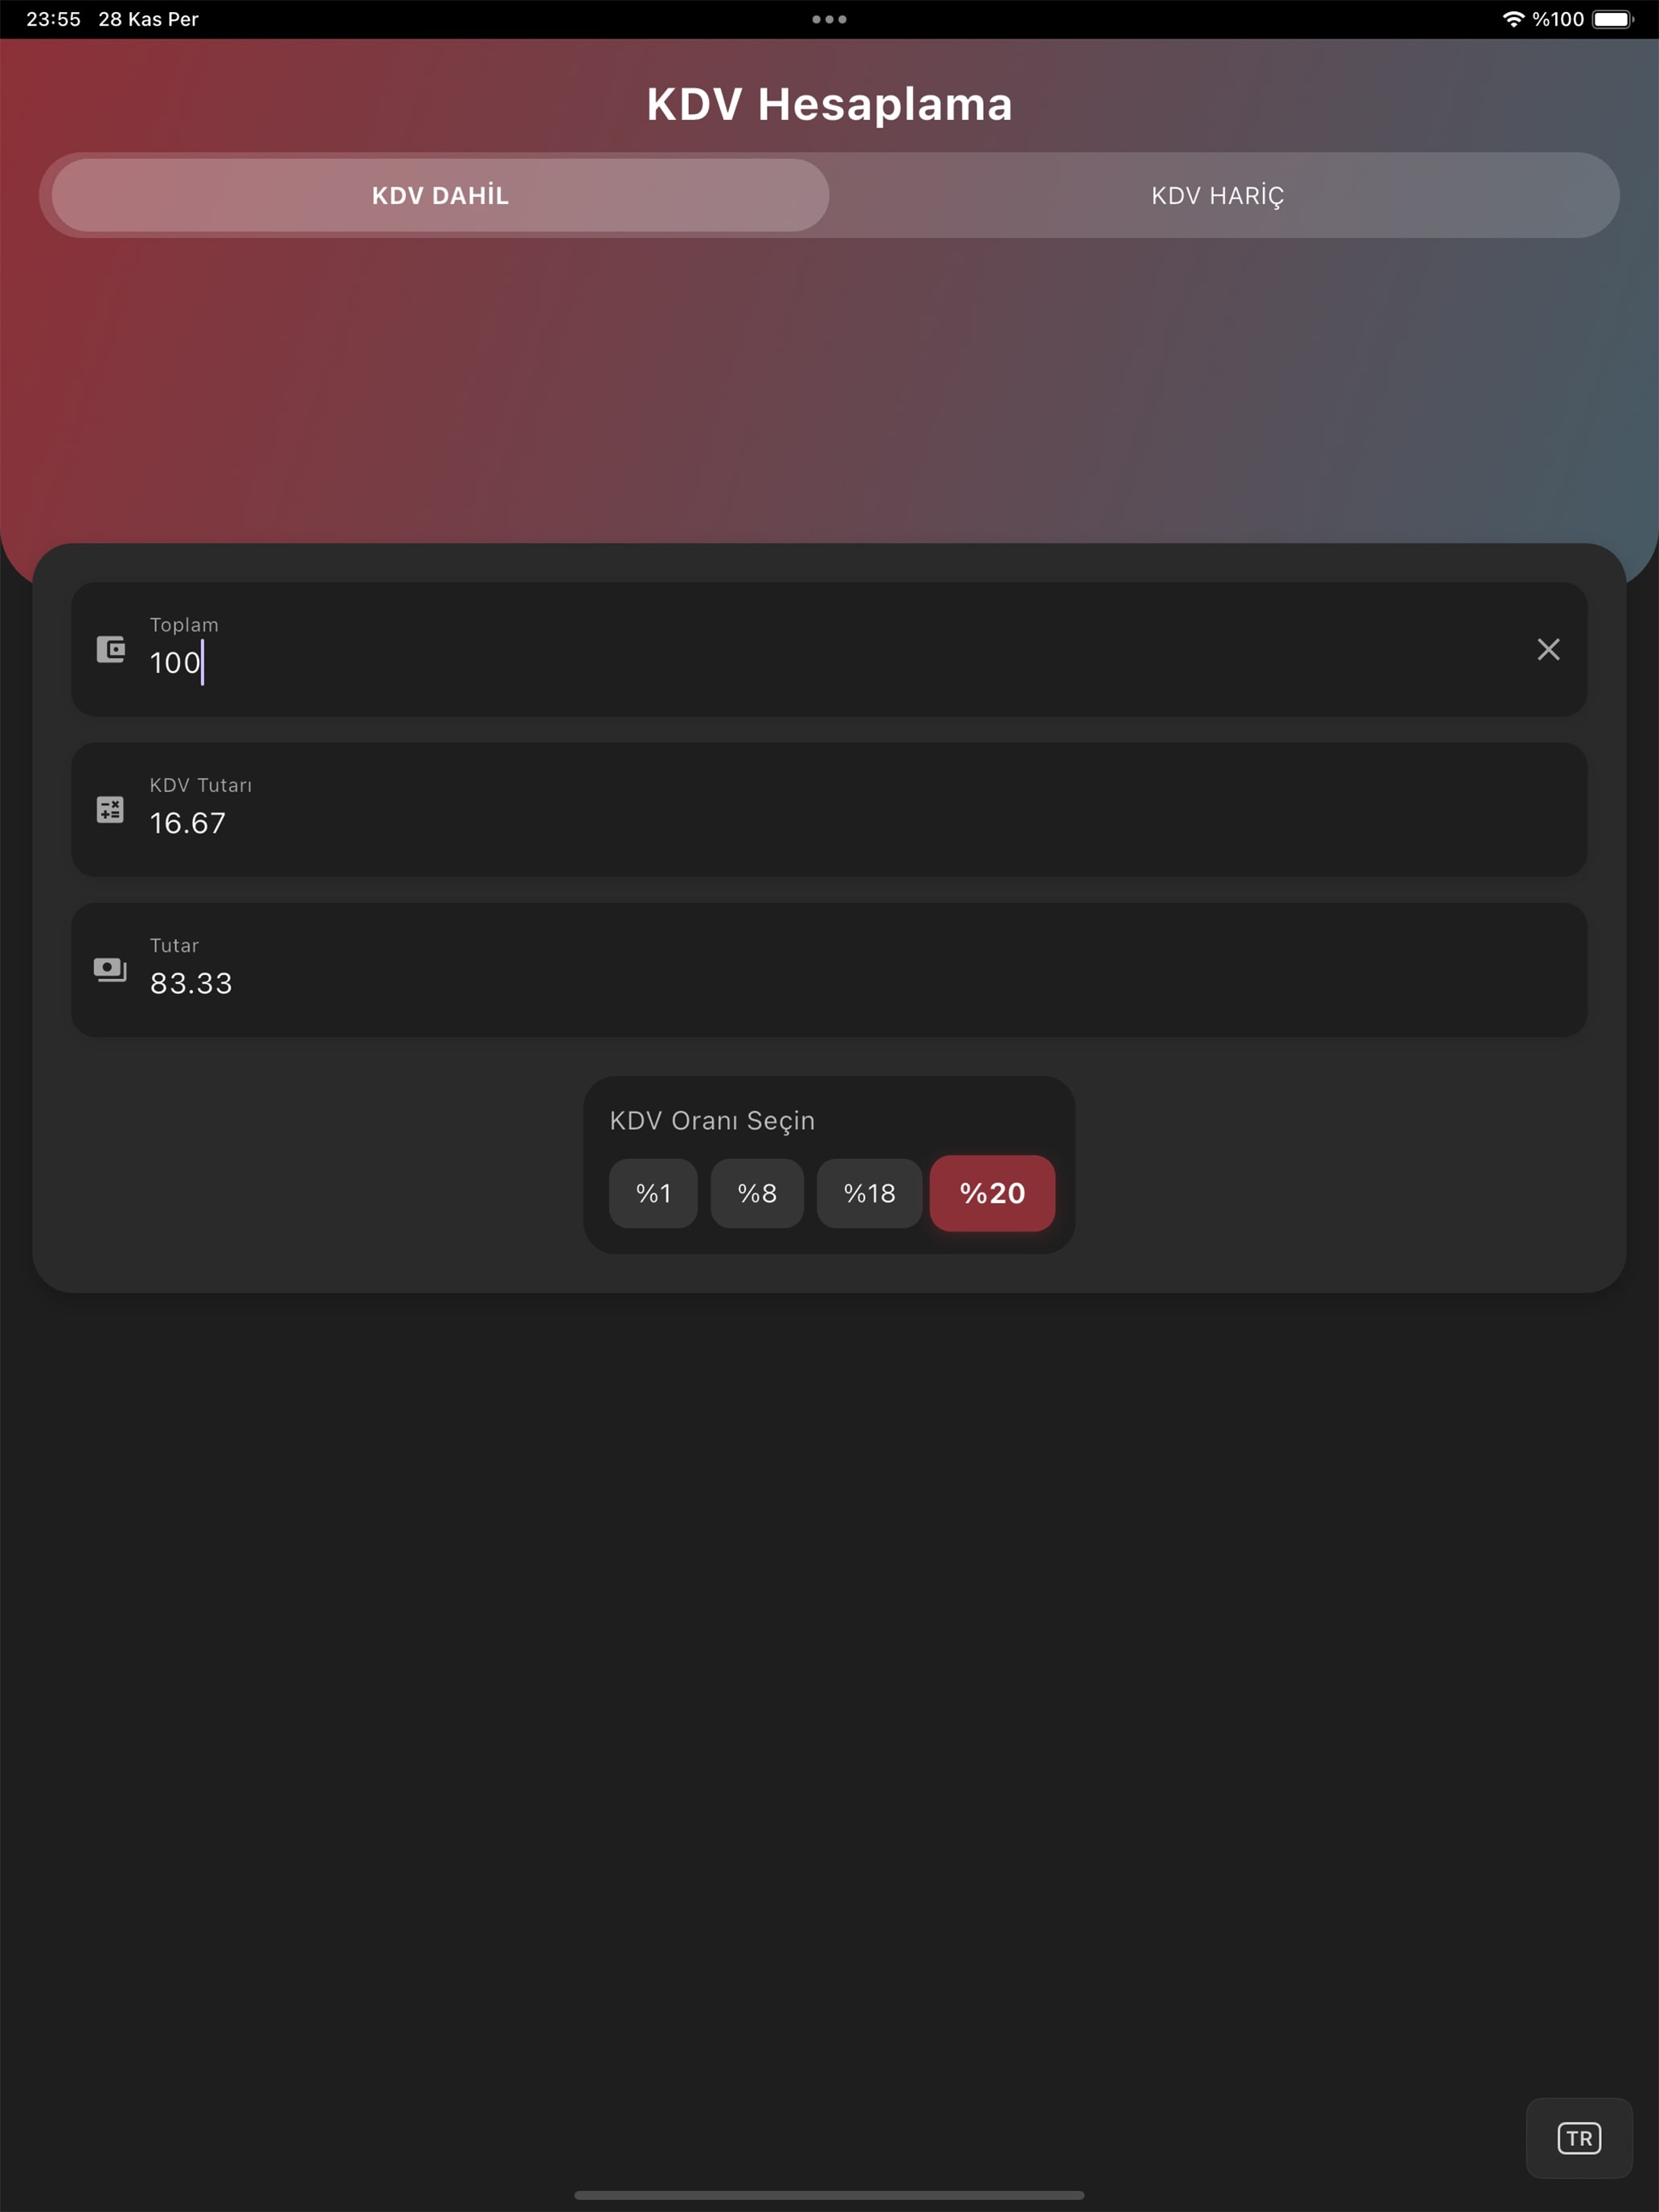 23:55 28 Kas Per
%100
KDV Hesaplama
KDV DAHİL
KDV HARİÇ
Toplam
100
KDV Tutarı
16.67
Tutar
83.33
KDV Oranı Seçin
%1 %8 %18 %20
TR